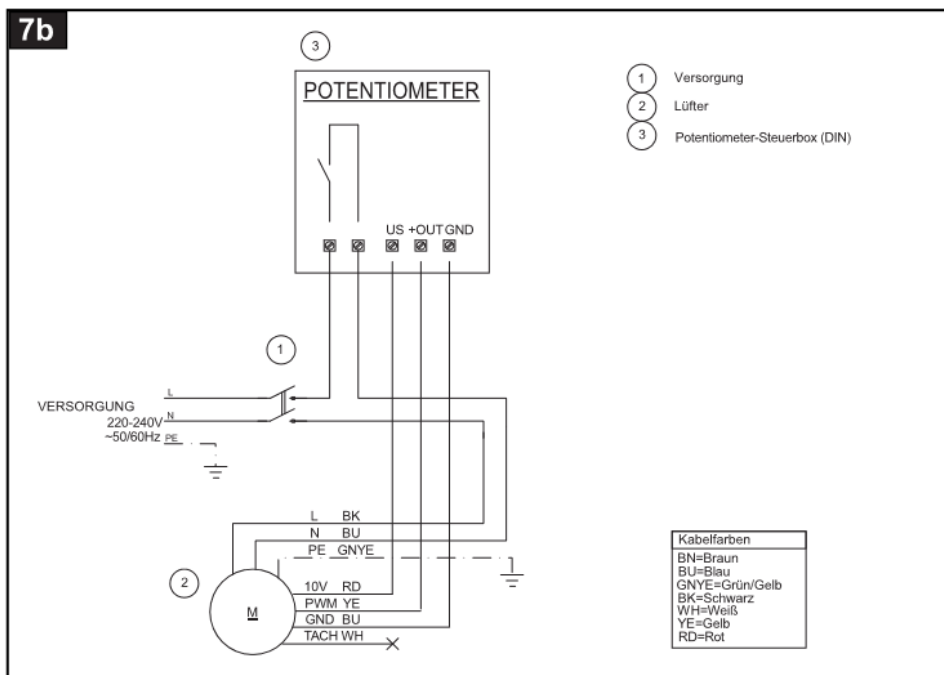 7b
3
POTENTIOMETER
US +OUT GND
1 Versorgung
2 Lüfter
3 Potentiometer-Steuerbox (DIN)
1
L
VERSORGUNG
220-240V N
~50/60Hz PE
L BK
N BU
PE GNYE
2
M
10V RD
PWM YE
GND BU
TACH WH
Kabelfarben
BN=Braun
BU=Blau
GNYE=Grün/Gelb
BK=Schwarz
WH=Weiß
YE=Gelb
RD=Rot